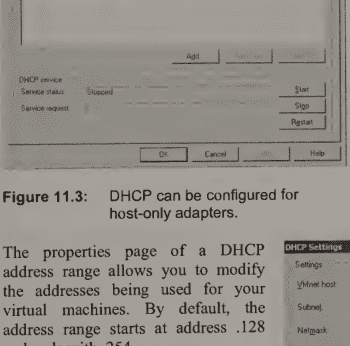 Add
DHCP service
Service status: Stopped
Start
Service request:
Stop
Restart
OK Cancel Help
Figure 11.3: DHCP can be configured for
host-only adapters.
The properties page of a DHCP
address range allows you to modify
the addresses being used for your
virtual machines. By default, the
address range starts at address .128
DHCP Settings
Settings
VMnet host
Subnet
Netmask